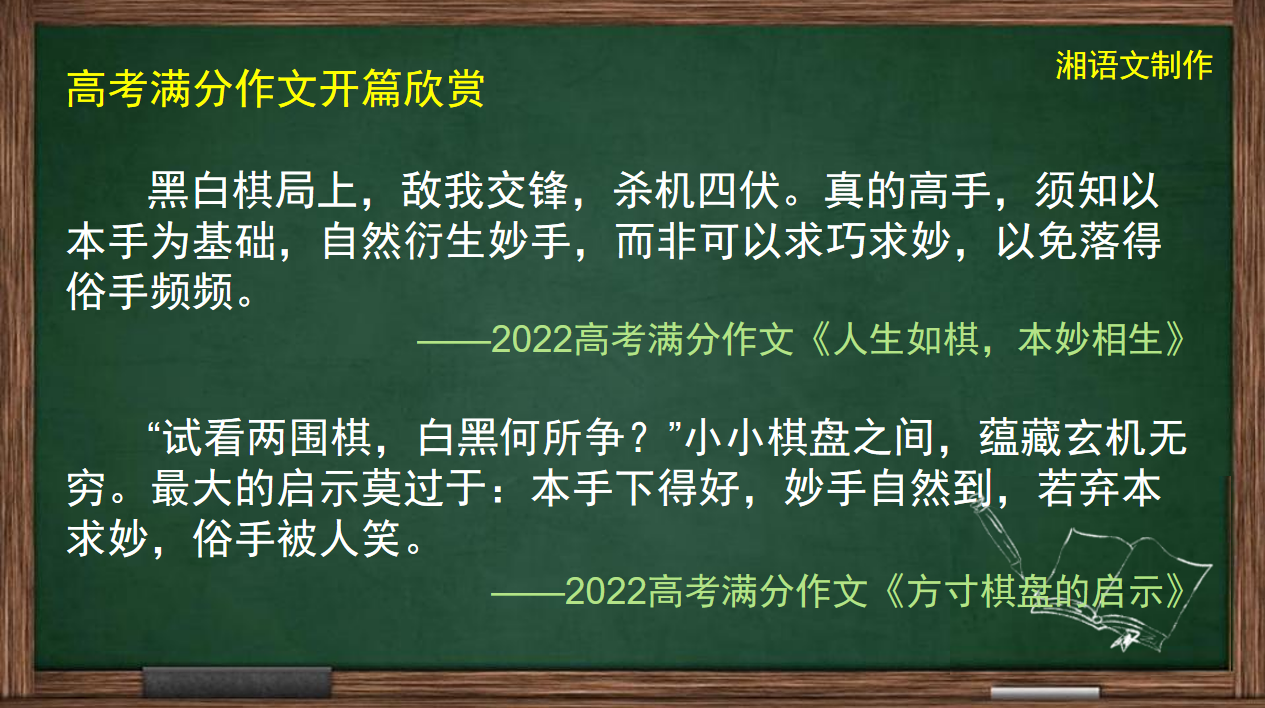 湘语文制作
高考满分作文开篇欣赏
黑白棋局上，敌我交锋，杀机四伏。真的高手，须知以
本手为基础，自然衍生妙手，而非可以求巧求妙，以免落得
俗手频频。
——2022高考满分作文《人生如棋，本妙相生》
“试看两围棋，白黑何所争？”小小棋盘之间，蕴藏玄机无
穷。最大的启示莫过于：本手下得好，妙手自然到，若弃本
求妙，俗手被人笑。
——2022高考满分作文《方寸棋盘的启示》